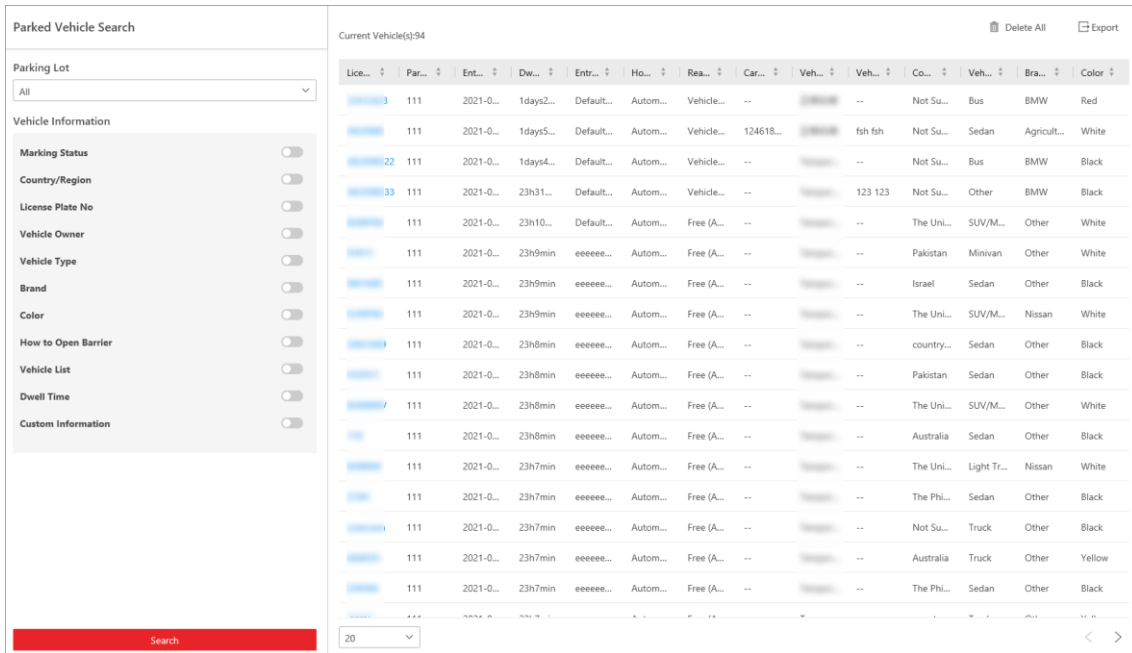 Parked Vehicle Search
Parking Lot
All
Vehicle Information
Marking Status
Country/Region
License Plate No
Vehicle Owner
Vehicle Type
Brand
Color
How to Open Barrier
Vehicle List
Dwell Time
Custom Information
Search
Current Vehicle(s):94
Delete All Export
Lice... Par... Ent... Dw... Entr... Ho... Rea... Car... Veh... Veh... Co... Veh... Bra... Color
3 111 2021-0... 1days2... Default... Autom... Vehicle... -- -- Not Su... Bus BMW Red
111 2021-0... 1days5... Default... Autom... Vehicle... 124618... fsh fsh Not Su... Sedan Agricult... White
22 111 2021-0... 1days4... Default... Autom... Vehicle... -- -- Not Su... Bus BMW Black
33 111 2021-0... 23h31... Default... Autom... Vehicle... -- 123 123 Not Su... Other BMW Black
111 2021-0... 23h10... Default... Autom... Free (A... -- -- The Uni... SUV/M... Other White
111 2021-0... 23h9min eeeeee... Autom... Free (A... -- -- Pakistan Minivan Other White
111 2021-0... 23h9min eeeeee... Autom... Free (A... -- -- Israel Sedan Other Black
111 2021-0... 23h9min eeeeee... Autom... Free (A... -- -- The Uni... SUV/M... Nissan White
111 2021-0... 23h8min eeeeee... Autom... Free (A... -- -- country... Sedan Other Black
111 2021-0... 23h8min eeeeee... Autom... Free (A... -- -- Pakistan Sedan Other Black
111 2021-0... 23h8min eeeeee... Autom... Free (A... -- -- The Uni... SUV/M... Other White
111 2021-0... 23h8min eeeeee... Autom... Free (A... -- -- Australia Sedan Other Black
111 2021-0... 23h7min eeeeee... Autom... Free (A... -- -- The Uni... Light Tr... Nissan White
111 2021-0... 23h7min eeeeee... Autom... Free (A... -- -- The Phi... Sedan Other Black
111 2021-0... 23h7min eeeeee... Autom... Free (A... -- -- Not Su... Truck Other Black
111 2021-0... 23h7min eeeeee... Autom... Free (A... -- -- Australia Truck Other Yellow
111 2021-0... 23h7min eeeeee... Autom... Free (A... -- -- The Phi... Sedan Other Black
20